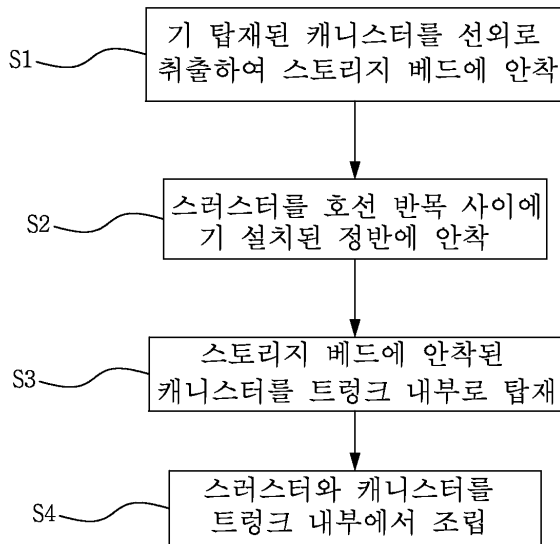 S1
기 탑재된 캐니스터를 선외로
취출하여 스토리지 베드에 안착
S2
스러스터를 호선 반목 사이에
기 설치된 정반에 안착
S3
스토리지 베드에 안착된
캐니스터를 트렁크 내부로 탑재
S4
스러스터와 캐니스터를
트렁크 내부에서 조립